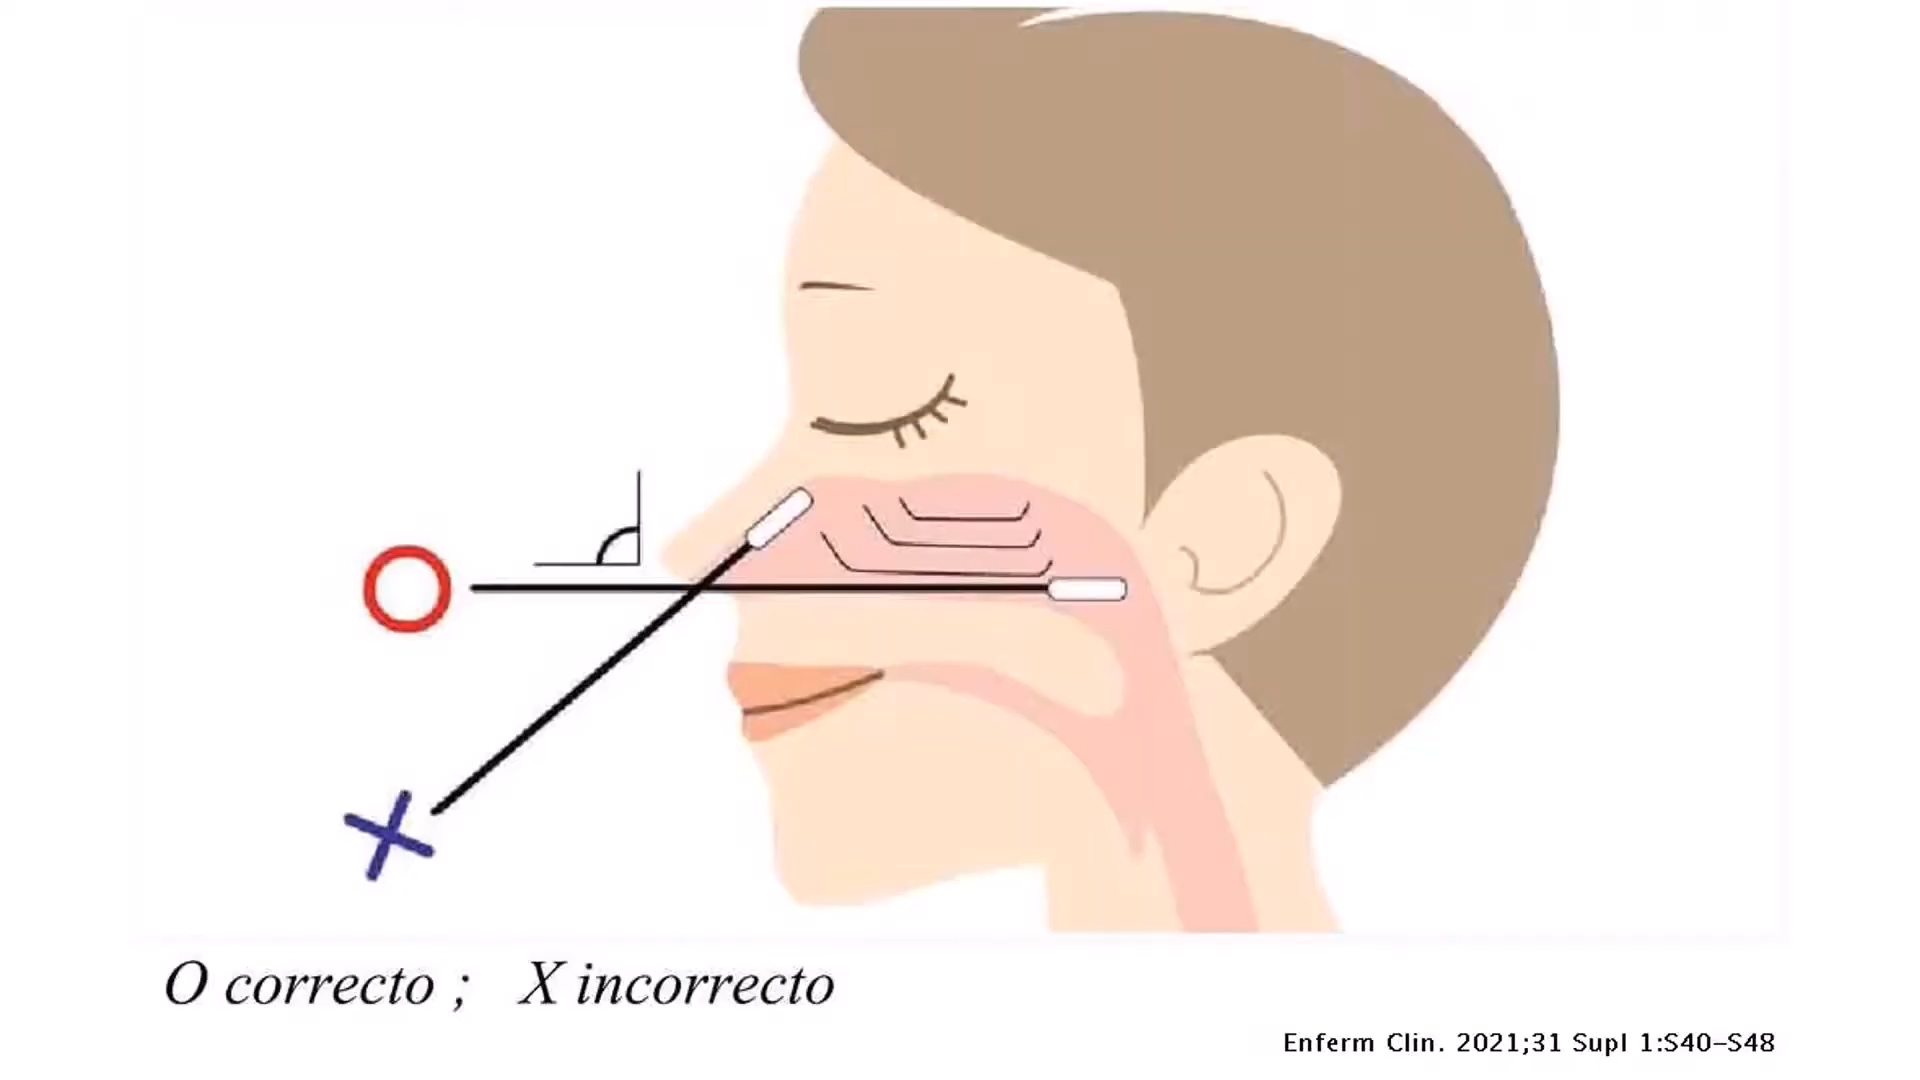 O correcto ; X incorrecto
Enferm Clin. 2021;31 Supl 1:S40–S48